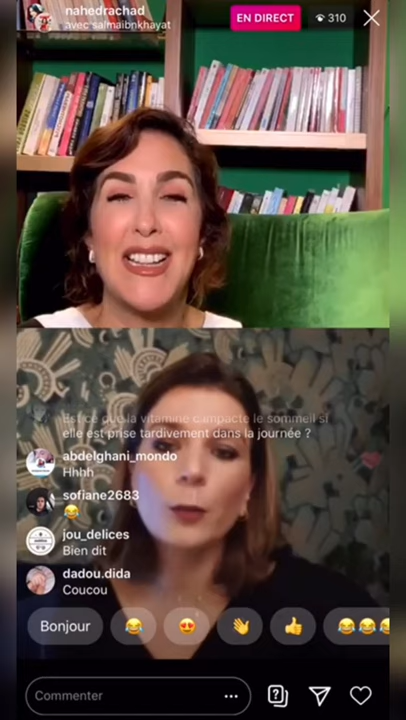 nahedrachad
avec salmaibnkhayat
EN DIRECT
310
Est ce que la vitamine c impacte le sommeil si
elle est prise tardivement dans la journée ?
abdelghani_mondo
Hhhh
sofiane2683
😂
jou_delices
Bien dit
dadou.dida
Coucou
Bonjour 😂 😍 👋 👍 😂😂😂
Commenter